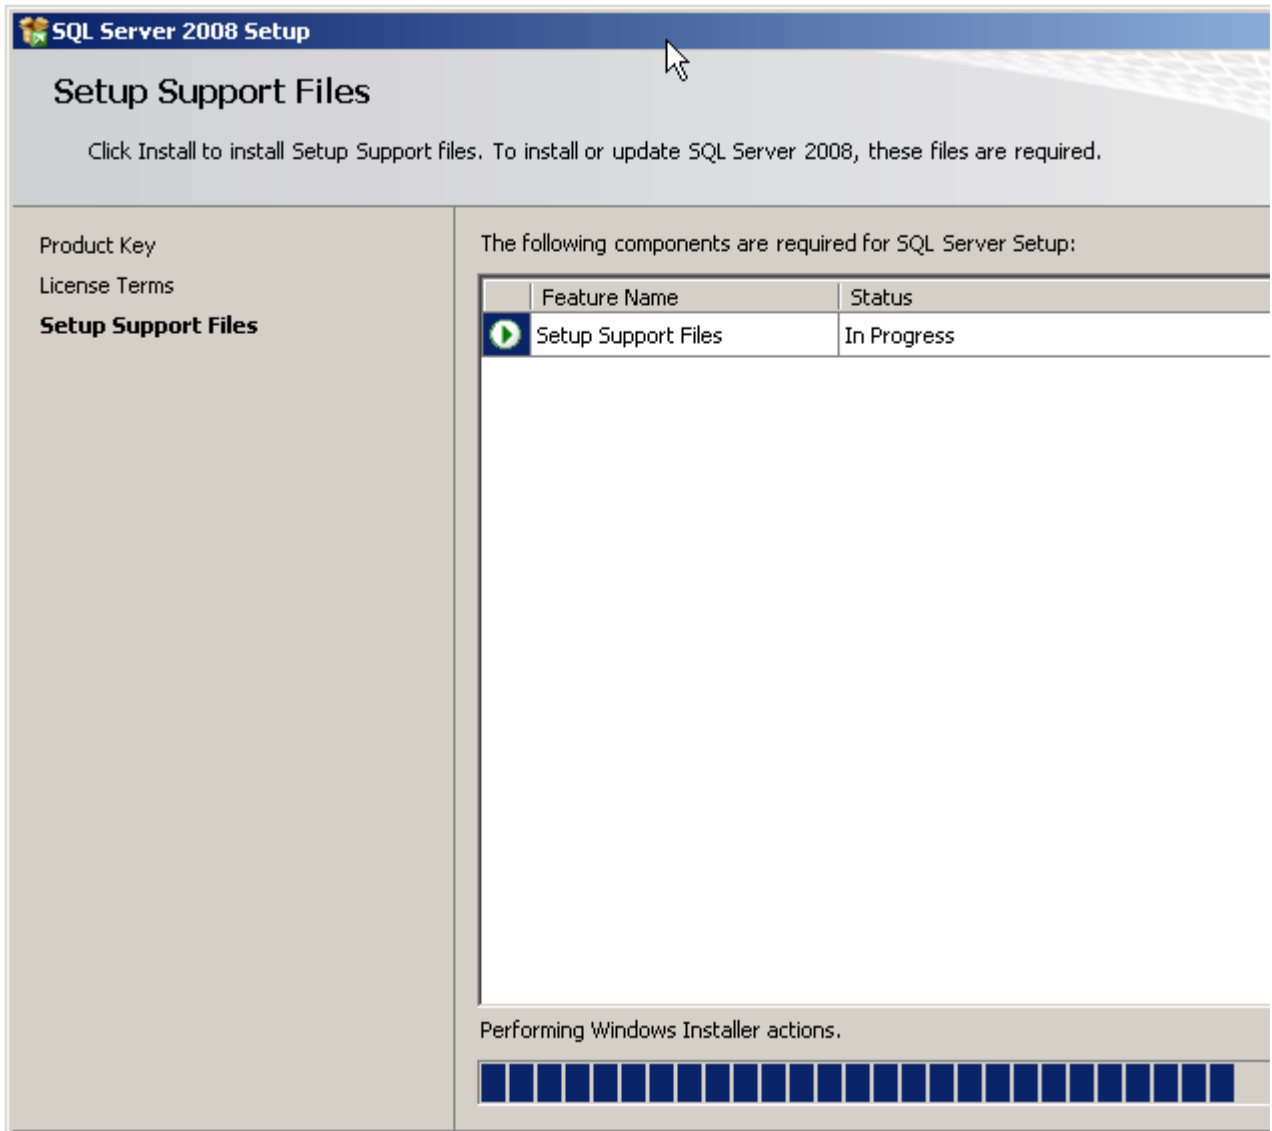 SQL Server 2008 Setup
Setup Support Files
Click Install to install Setup Support files. To install or update SQL Server 2008, these files are required.
Product Key
License Terms
Setup Support Files
The following components are required for SQL Server Setup:
Feature Name Status
Setup Support Files In Progress
Performing Windows Installer actions.